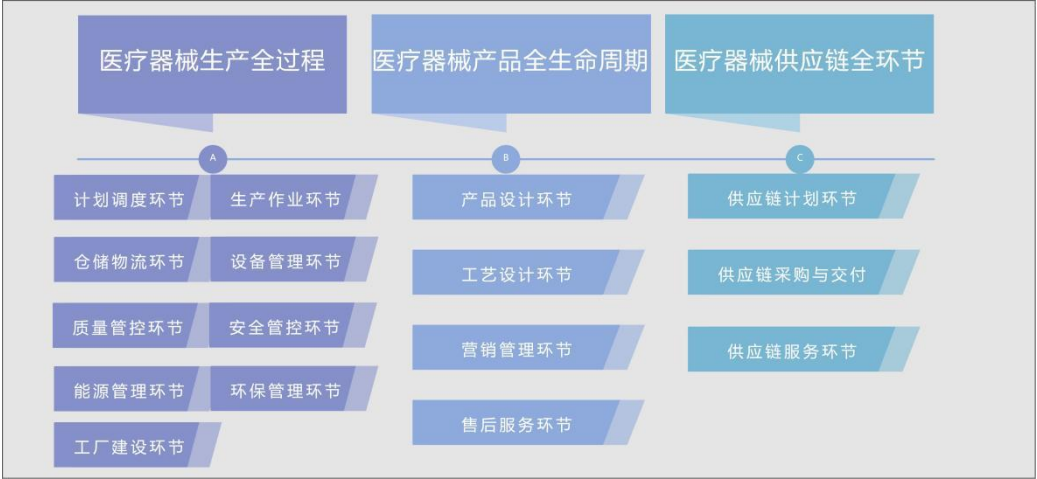 医疗器械生产全过程
医疗器械产品全生命周期
医疗器械供应链全环节
A
B
C
计划调度环节
生产作业环节
仓储物流环节
设备管理环节
质量管控环节
安全管控环节
能源管理环节
环保管理环节
工厂建设环节
产品设计环节
工艺设计环节
营销管理环节
售后服务环节
供应链计划环节
供应链采购与交付
供应链服务环节